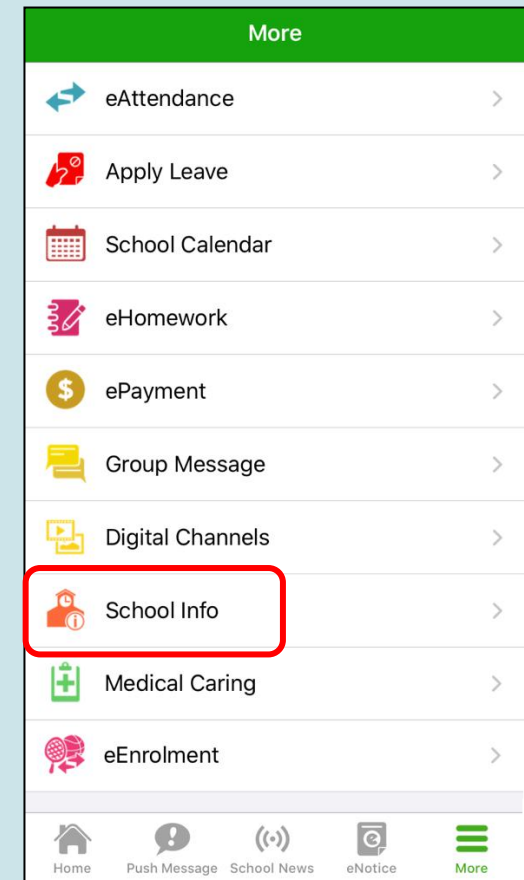 More
eAttendance
Apply Leave
School Calendar
eHomework
$
ePayment
Group Message
Digital Channels
School Info
Medical Caring
eEnrolment
Home Push Message School News eNotice More